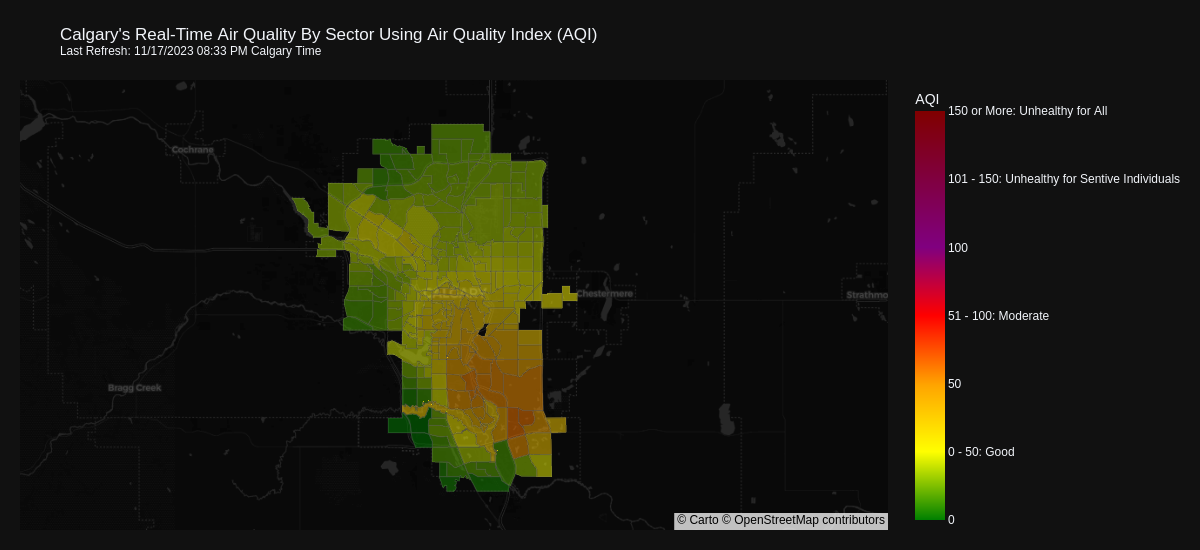 Calgary's Real-Time Air Quality By Sector Using Air Quality Index (AQI)
Last Refresh: 11/17/2023 08:33 PM Calgary Time
AQI
150 or More: Unhealthy for All
101 - 150: Unhealthy for Sentive Individuals
100
51 - 100: Moderate
50
0 - 50: Good
0
Cochrane
Chestermere
Strathmo
Bragg Creek
© Carto © OpenStreetMap contributors